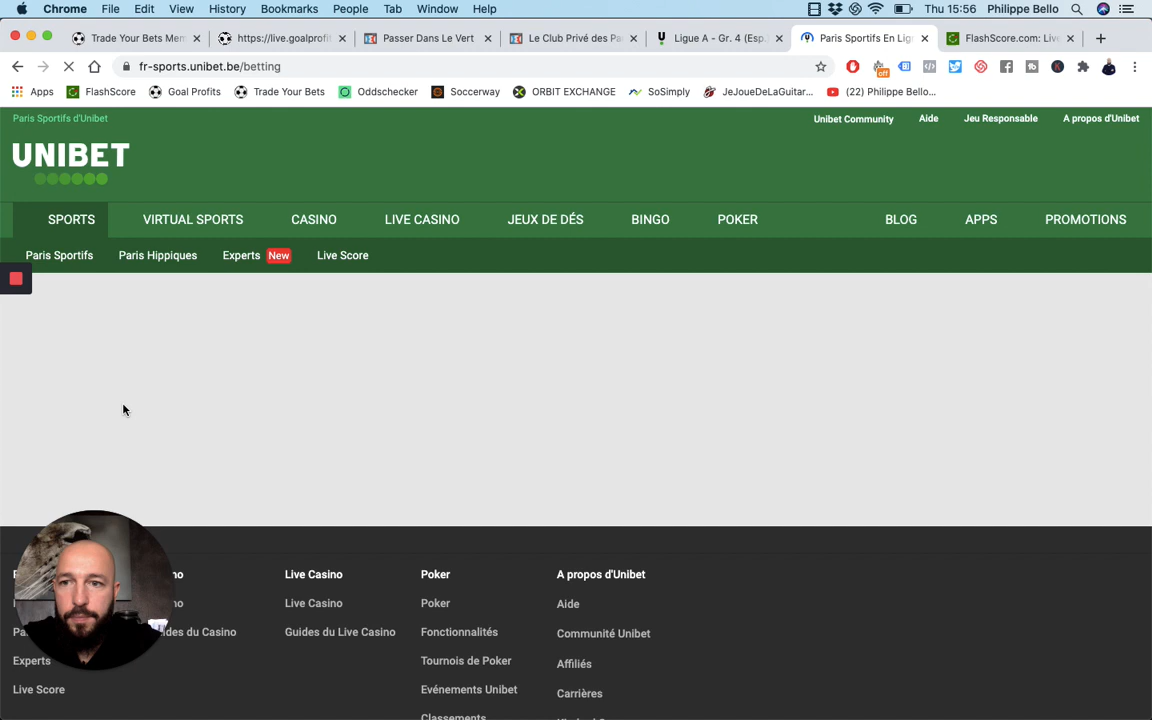 Chrome File Edit View History Bookmarks People Tab Window Help Thu 15:56 Philippe Bello
Trade Your Bets Mem https://live.goalprofit Passer Dans Le Vert Le Club Privé des Pa Ligue A - Gr. 4 (Esp. Paris Sportifs En Lig FlashScore.com: Live
fr-sports.unibet.be/betting off
Apps FlashScore Goal Profits Trade Your Bets Oddschecker Soccerway ORBIT EXCHANGE SoSimply JeJoueDeLaGuitar... (22) Philippe Bello...
Paris Sportifs d'Unibet Unibet Community Aide Jeu Responsable A propos d'Unibet
UNIBET
SPORTS VIRTUAL SPORTS CASINO LIVE CASINO JEUX DE DÉS BINGO POKER BLOG APPS PROMOTIONS
Paris Sportifs Paris Hippiques Experts New Live Score
Live Casino Poker A propos d'Unibet
Live Casino Poker Aide
du Casino Guides du Live Casino Fonctionnalités Communité Unibet
Experts Tournois de Poker Affiliés
Live Score Evénements Unibet Carrières
Classements